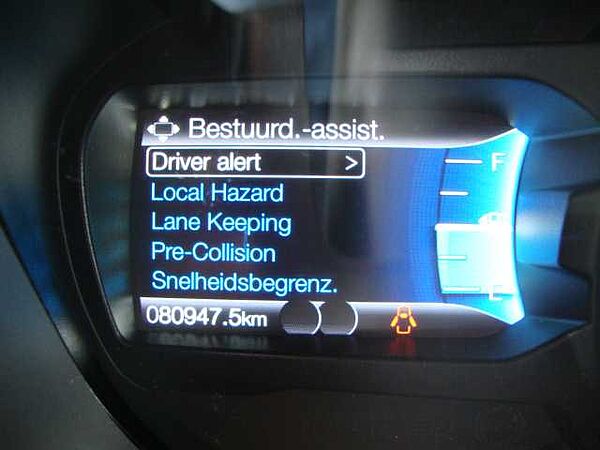 Bestuurd.-assist.
Driver alert >
Local Hazard
Lane Keeping
Pre-Collision
Snelheidsbegrenz.
080947.5km
F
E